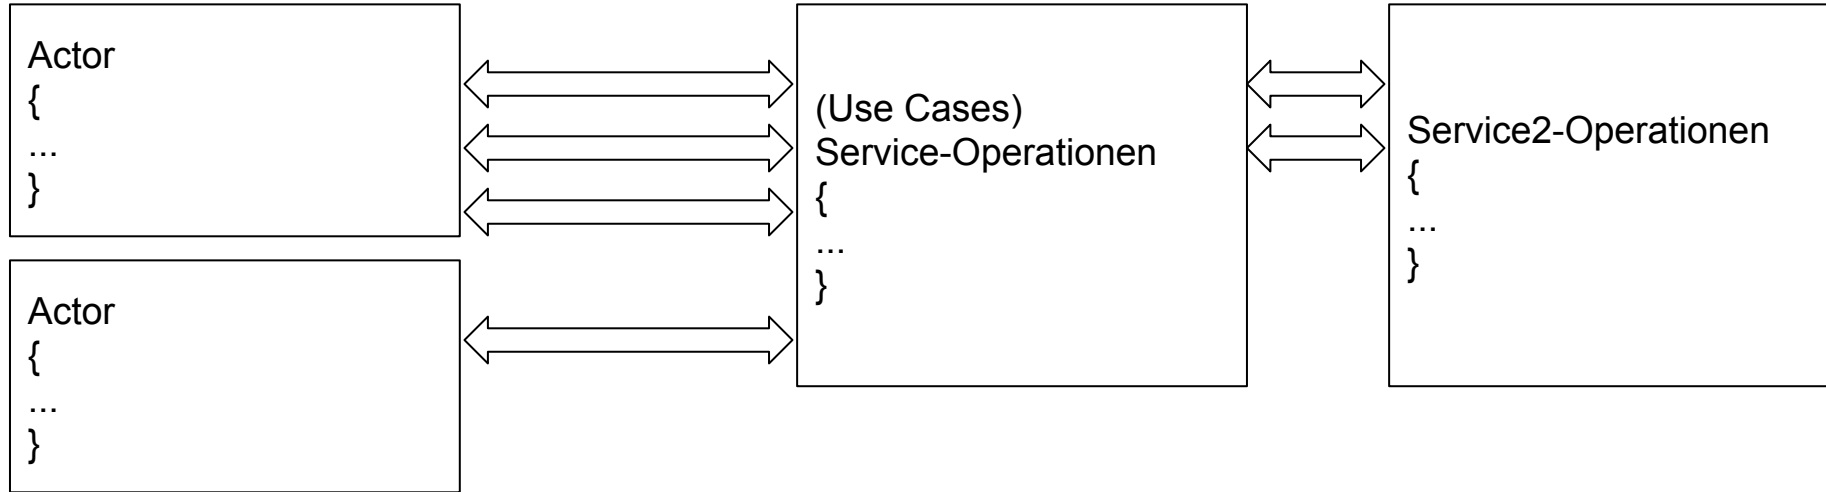 Actor
{
...
}
Actor
{
...
}
(Use Cases)
Service-Operationen
{
...
}
Service2-Operationen
{
...
}